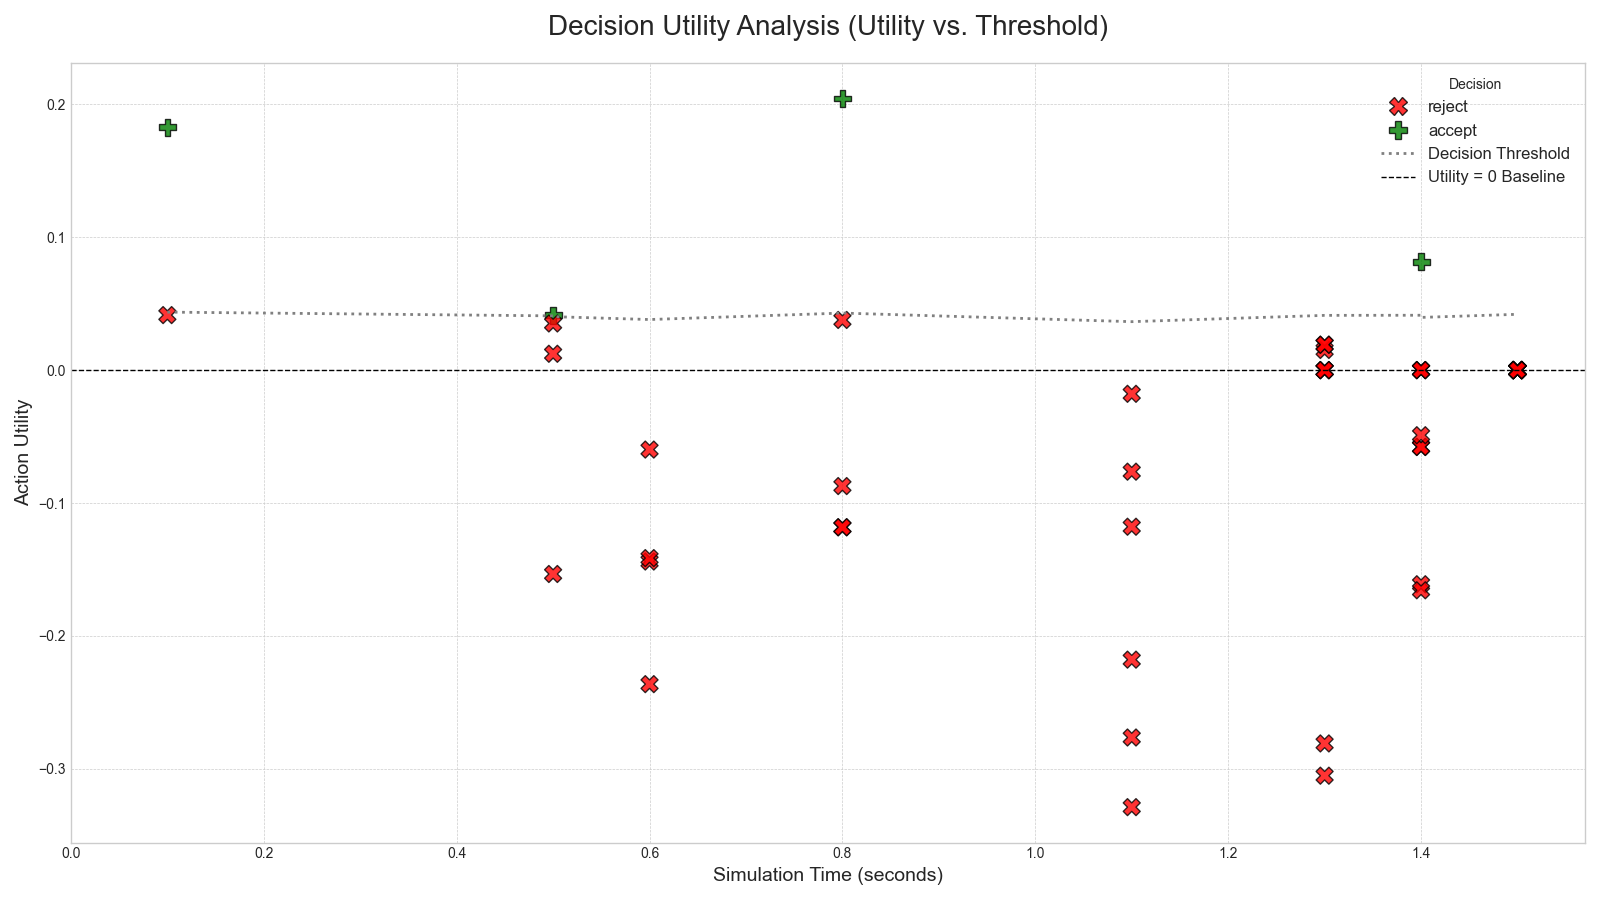 Decision Utility Analysis (Utility vs. Threshold)
Decision
reject
accept
Decision Threshold
Utility = 0 Baseline
Action Utility
0.2
0.1
0.0
−0.1
−0.2
−0.3
0.0 0.2 0.4 0.6 0.8 1.0 1.2 1.4
Simulation Time (seconds)